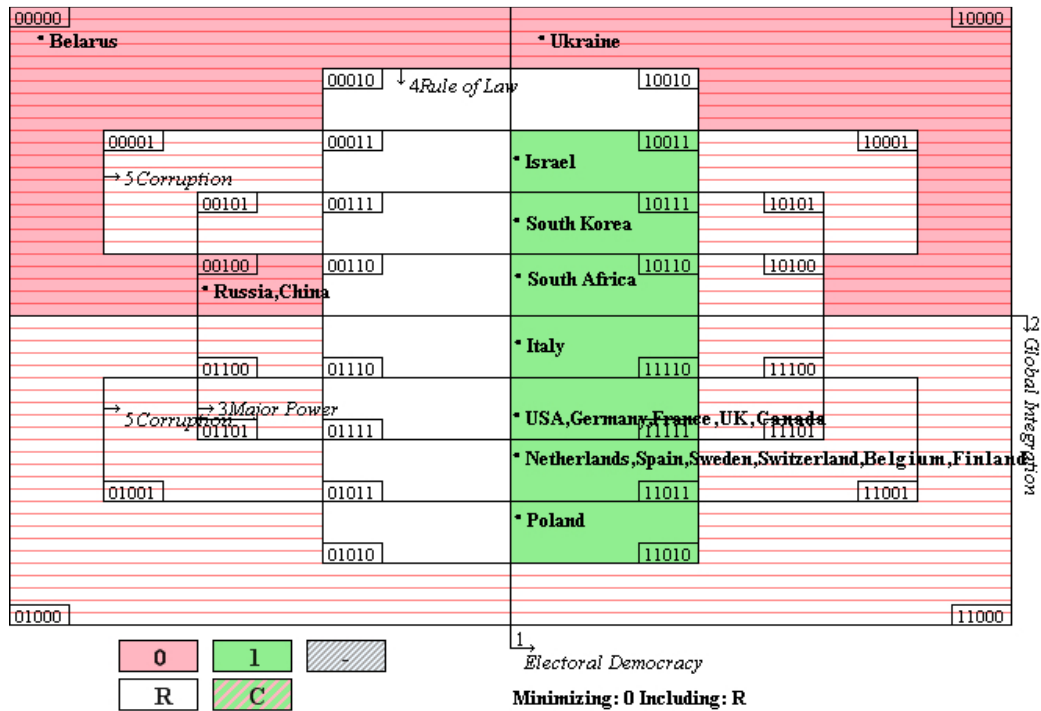 00000 10000
Belarus Ukraine
00010 4Rule of Law 10010
00001 00011 10011 10001
Israel
5Corruption
00101 00111 10111 10101
South Korea
00100 00110 10110 10100
South Africa
Russia,China
2
Global Integration
Italy
01100 01110 11110 11100
3Major Power
5Corruption USA,Germany,France,UK,Canada
01101 01111 11111 11101
Netherlands,Spain,Sweden,Switzerland,Belgium,Finland
01001 01011 11011 11001
Poland
01010 11010
01000 11000
1
Electoral Democracy
0 1 -
R C
Minimizing: 0 Including: R